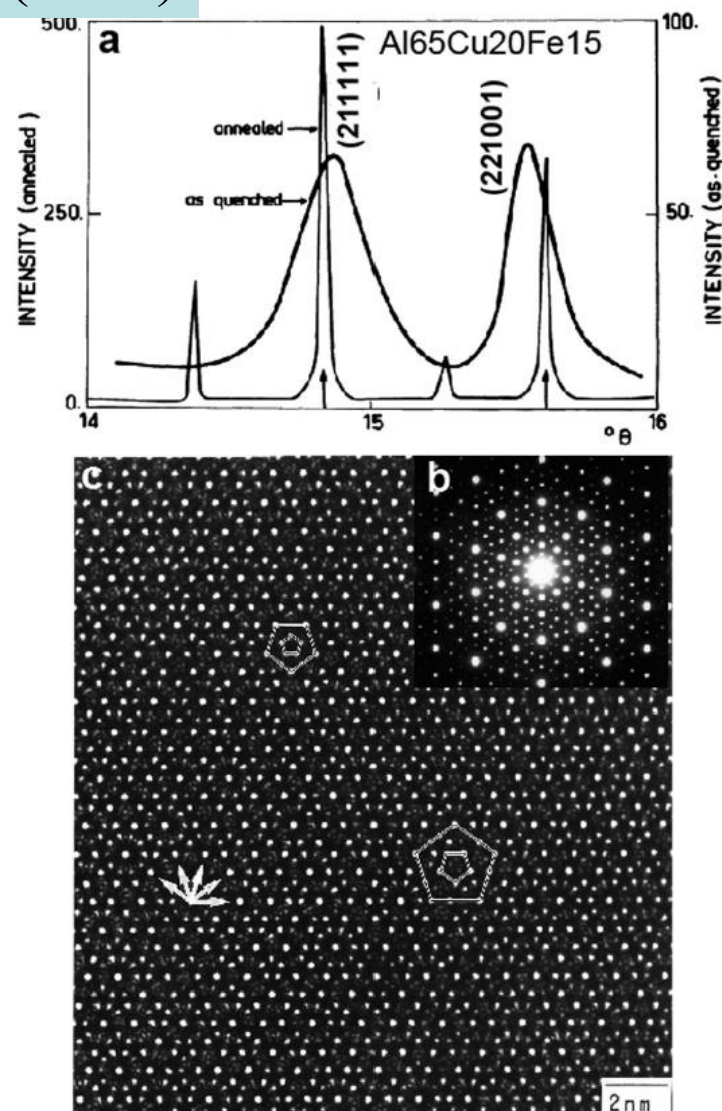 500.
a
Al65Cu20Fe15
100.
INTENSITY (annealed)
annealed
as quenched
(211111)
(221001)
INTENSITY (as-quenched)
250.
50.
0.
14
15
16
°θ
c
b
2nm